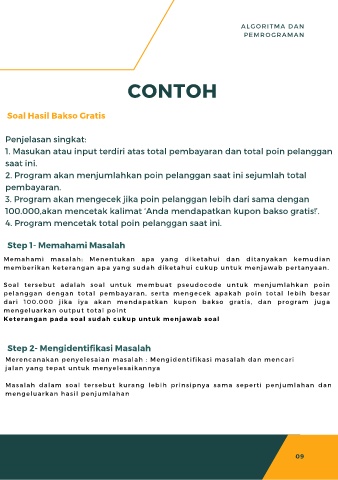 ALGORITMA DAN
PEMROGRAMAN
CONTOH
Soal Hasil Bakso Gratis
Penjelasan singkat:
1. Masukan atau input terdiri atas total pembayaran dan total poin pelanggan
saat ini.
2. Program akan menjumlahkan poin pelanggan saat ini sejumlah total
pembayaran.
3. Program akan mengecek jika poin pelanggan lebih dari sama dengan
100.000,akan mencetak kalimat "Anda mendapatkan kupon bakso gratis!".
4. Program mencetak total poin pelanggan saat ini.
Step 1- Memahami Masalah
Memahami masalah: Menentukan apa yang diketahui dan ditanyakan kemudian
memberikan keterangan apa yang sudah diketahui cukup untuk menjawab pertanyaan.
Soal tersebut adalah soal untuk membuat pseudocode untuk menjumlahkan poin
pelanggan dengan total pembayaran, serta mengecek apakah poin total lebih besar
dari 100.000 jika iya akan mendapatkan kupon bakso gratis, dan program juga
mengeluarkan output total point
Keterangan pada soal sudah cukup untuk menjawab soal
Step 2- Mengidentifikasi Masalah
Merencanakan penyelesaian masalah : Mengidentifikasi masalah dan mencari
jalan yang tepat untuk menyelesaikannya
Masalah dalam soal tersebut kurang lebih prinsipnya sama seperti penjumlahan dan
mengeluarkan hasil penjumlahan
09